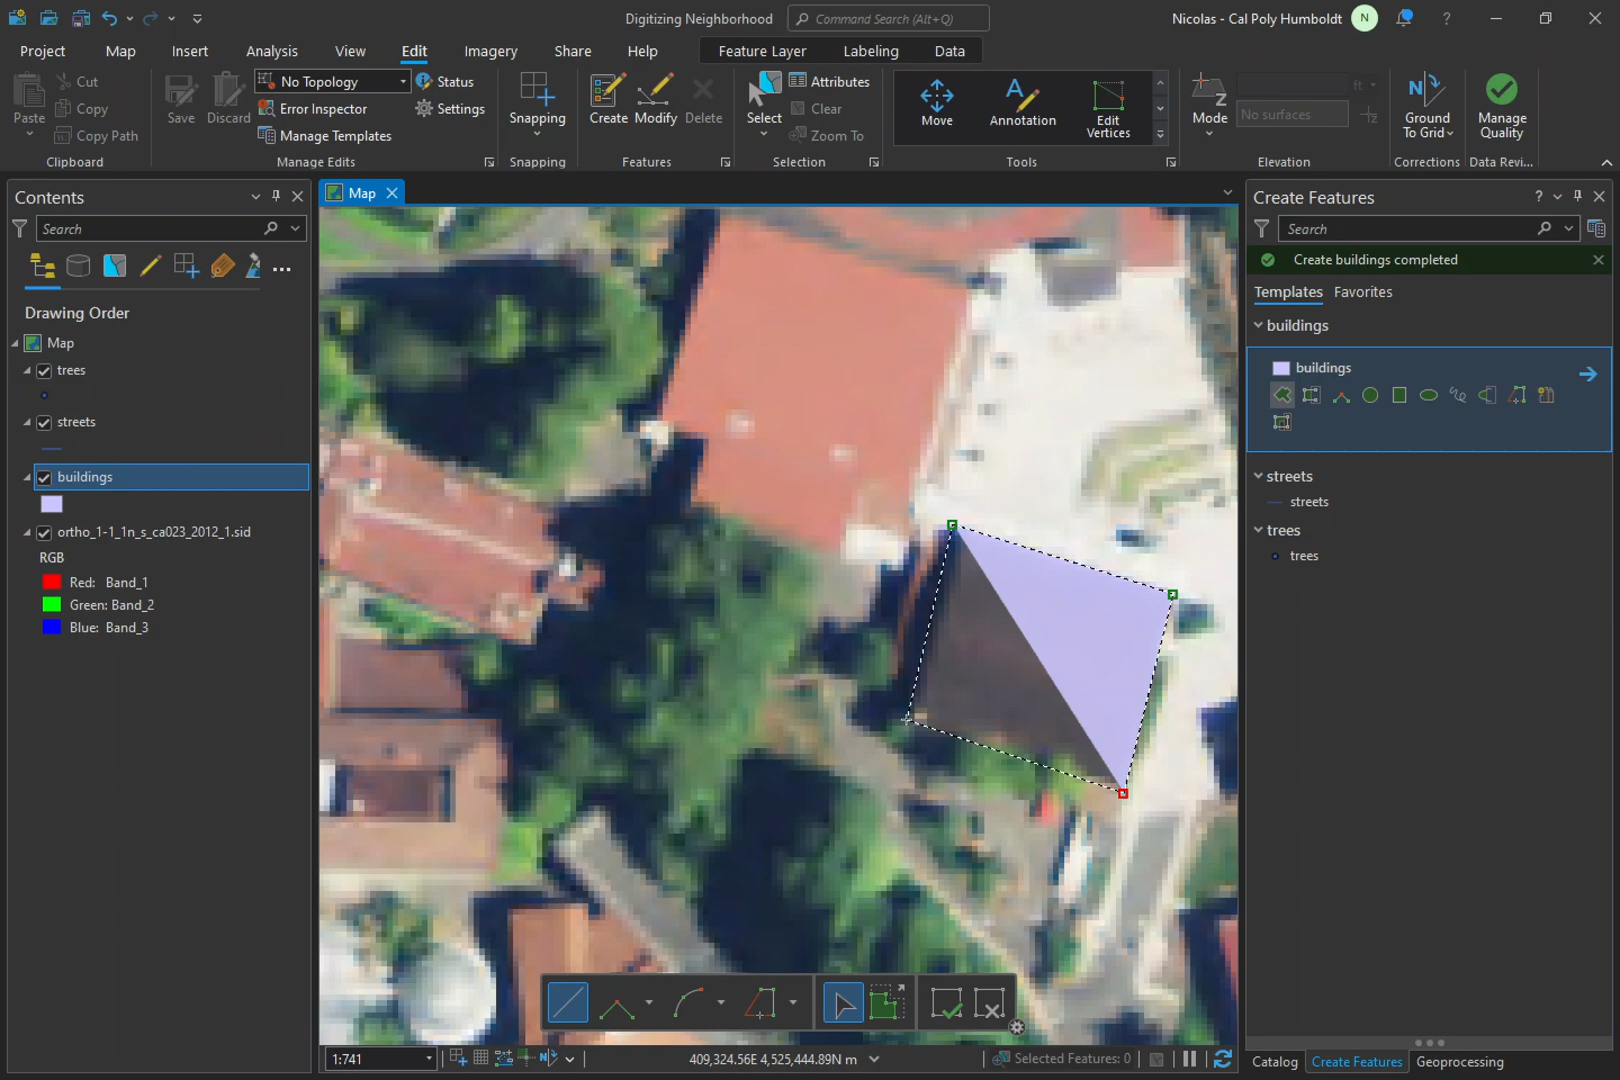 Digitizing Neighborhood
Command Search (Alt+Q)
Nicolas - Cal Poly Humboldt
N
?
Project
Map
Insert
Analysis
View
Edit
Imagery
Share
Help
Feature Layer
Labeling
Data
Paste
Cut
Copy
Copy Path
Clipboard
Save
Discard
No Topology
Error Inspector
Manage Templates
Status
Settings
Manage Edits
Snapping
Snapping
Create
Modify
Delete
Features
Select
Attributes
Clear
Zoom To
Selection
Move
Annotation
Edit
Vertices
Tools
Mode
ft
No surfaces
Elevation
Ground
To Grid
Corrections
Manage
Quality
Data Revi...
Contents
Search
Drawing Order
Map
trees
streets
buildings
ortho_1-1_1n_s_ca023_2012_1.sid
RGB
Red: Band_1
Green: Band_2
Blue: Band_3
Map
1:741
409,324.56E 4,525,444.89N m
Selected Features: 0
Create Features
?
Search
Create buildings completed
Templates
Favorites
buildings
buildings
streets
streets
trees
trees
Catalog
Create Features
Geoprocessing